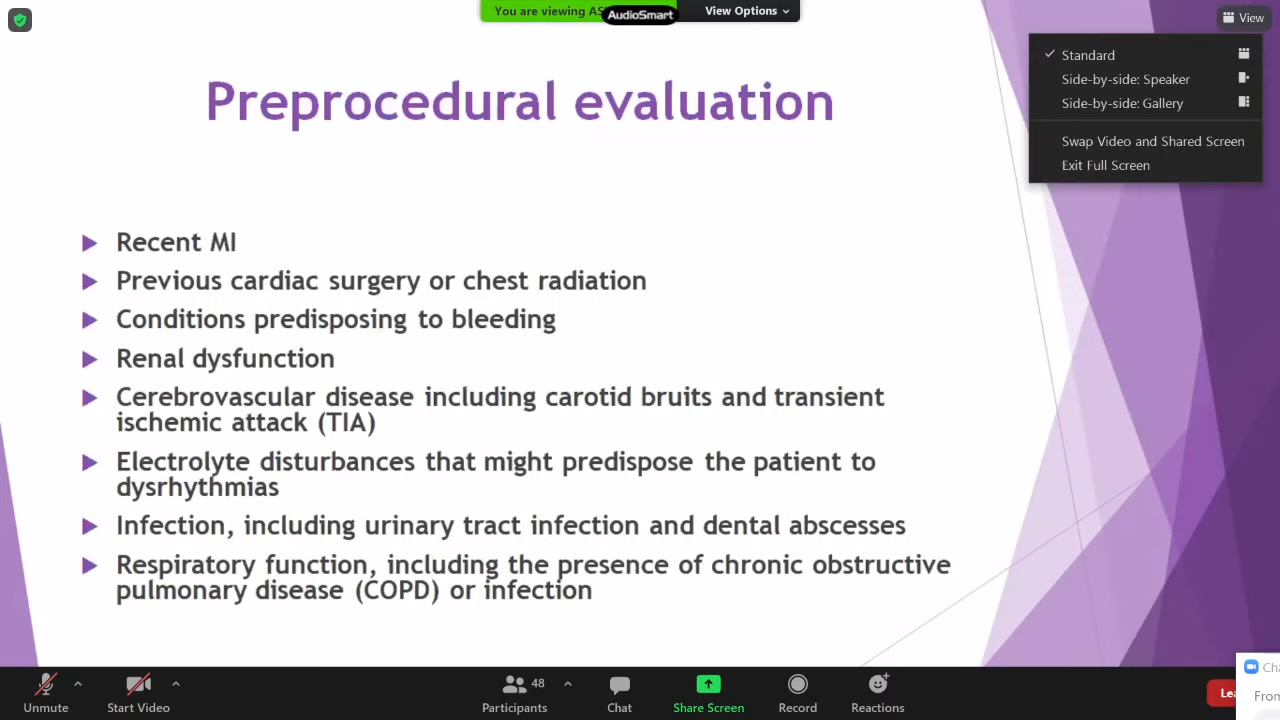 You are viewing AS
AudioSmart
View Options
View
Standard
Side-by-side: Speaker
Side-by-side: Gallery
Swap Video and Shared Screen
Exit Full Screen
Preprocedural evaluation
Recent MI
Previous cardiac surgery or chest radiation
Conditions predisposing to bleeding
Renal dysfunction
Cerebrovascular disease including carotid bruits and transient
ischemic attack (TIA)
Electrolyte disturbances that might predispose the patient to
dysrhythmias
Infection, including urinary tract infection and dental abscesses
Respiratory function, including the presence of chronic obstructive
pulmonary disease (COPD) or infection
Unmute
Start Video
48
Participants
Chat
Share Screen
Record
Reactions
Lea
Cha
From